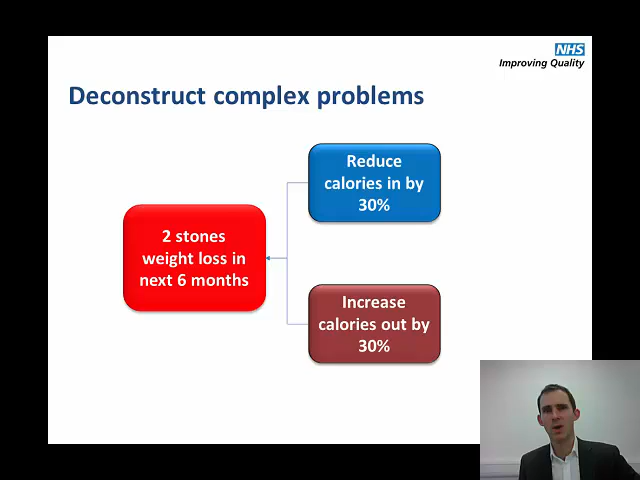 NHS
Improving Quality
Deconstruct complex problems
Reduce
calories in by
30%
2 stones
weight loss in
next 6 months
Increase
calories out by
30%